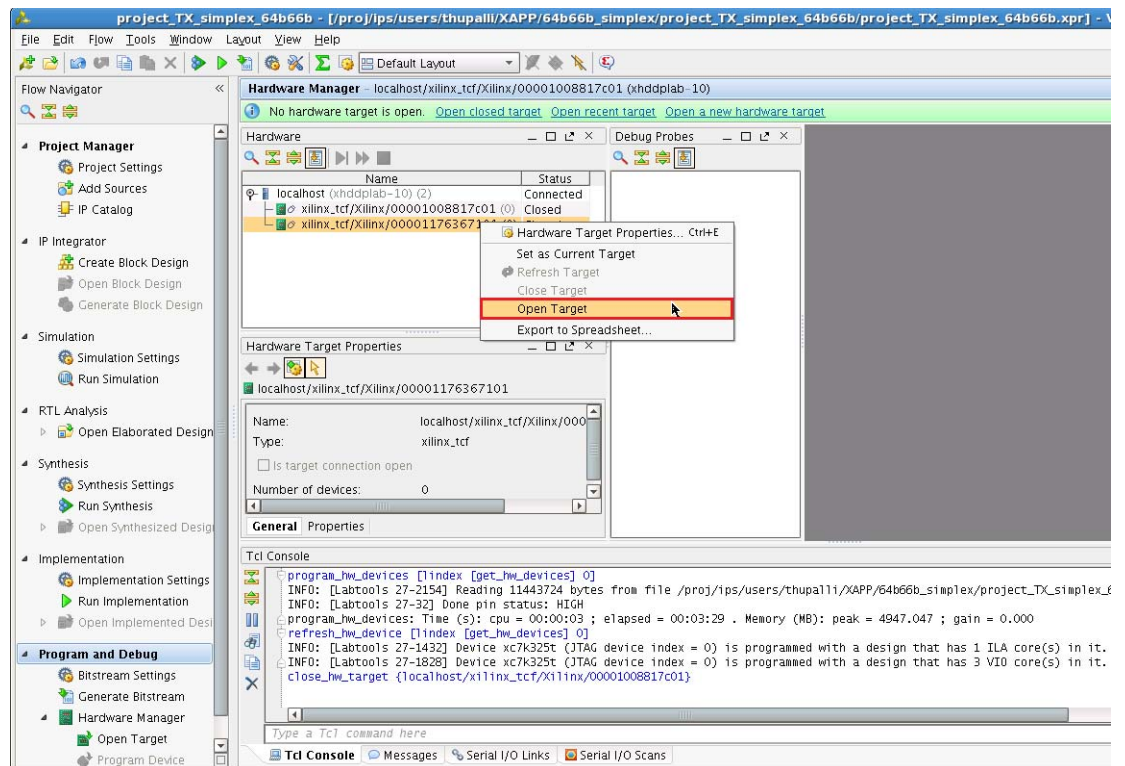 project_TX_simplex_64b66b - [/proj/ips/users/thupalli/XAPP/64b66b_simplex/project_TX_simplex_64b66b/project_TX_simplex_64b66b.xpr] - V
File Edit Flow Tools Window Layout View Help
Default Layout
Flow Navigator
Project Manager
Project Settings
Add Sources
IP Catalog
IP Integrator
Create Block Design
Open Block Design
Generate Block Design
Simulation
Simulation Settings
Run Simulation
RTL Analysis
Open Elaborated Design
Synthesis
Synthesis Settings
Run Synthesis
Open Synthesized Desig
Implementation
Implementation Settings
Run Implementation
Open Implemented Desi
Program and Debug
Bitstream Settings
Generate Bitstream
Hardware Manager
Open Target
Program Device
Hardware Manager - localhost/xilinx_tcf/Xilinx/00001008817c01 (xhddplab-10)
No hardware target is open. Open closed target Open recent target Open a new hardware target
Hardware
Name Status
localhost (xhddplab-10) (2) Connected
xilinx_tcf/Xilinx/00001008817c01 (0) Closed
xilinx_tcf/Xilinx/00001176367101
Hardware Target Properties... Ctrl+E
Set as Current Target
Refresh Target
Close Target
Open Target
Export to Spreadsheet...
Debug Probes
Hardware Target Properties
localhost/xilinx_tcf/Xilinx/00001176367101
Name: localhost/xilinx_tcf/Xilinx/000
Type: xilinx_tcf
Is target connection open
Number of devices: 0
General Properties
Tcl Console
program_hw_devices [lindex [get_hw_devices] 0]
INFO: [Labtools 27-2154] Reading 11443724 bytes from file /proj/ips/users/thupalli/XAPP/64b66b_simplex/project_TX_simplex_6
INFO: [Labtools 27-32] Done pin status: HIGH
program_hw_devices: Time (s): cpu = 00:00:03 ; elapsed = 00:03:29 . Memory (MB): peak = 4947.047 ; gain = 0.000
refresh_hw_device [lindex [get_hw_devices] 0]
INFO: [Labtools 27-1432] Device xc7k325t (JTAG device index = 0) is programmed with a design that has 1 ILA core(s) in it.
INFO: [Labtools 27-1828] Device xc7k325t (JTAG device index = 0) is programmed with a design that has 3 VIO core(s) in it.
close_hw_target {localhost/xilinx_tcf/Xilinx/00001008817c01}
Type a Tcl command here
Tcl Console Messages Serial I/O Links Serial I/O Scans